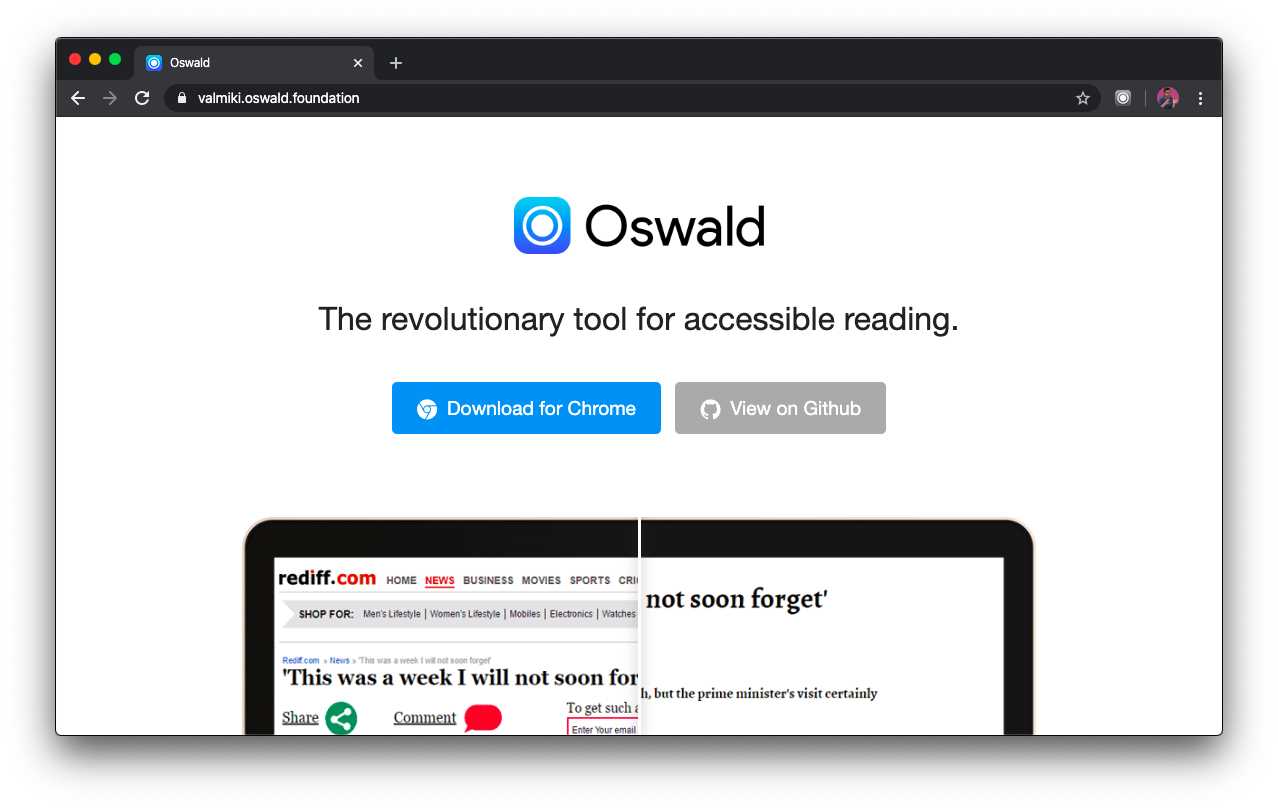 Oswald
valmiki.oswald.foundation
Oswald
The revolutionary tool for accessible reading.
Download for Chrome
View on Github
rediff.com HOME NEWS BUSINESS MOVIES SPORTS CRI
SHOP FOR: Men's Lifestyle | Women's Lifestyle | Mobiles | Electronics | Watches
Rediff.com » News » 'This was a week I will not soon forget'
'This was a week I will not soon for
Share
Comment
To get such a
Enter Your email
not soon forget'
h, but the prime minister's visit certainly